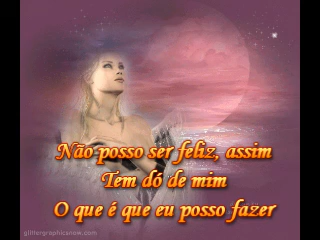 Não posso ser feliz, assim
Tem dó de mim
O que é que eu posso fazer
glittergraphicsnow.com